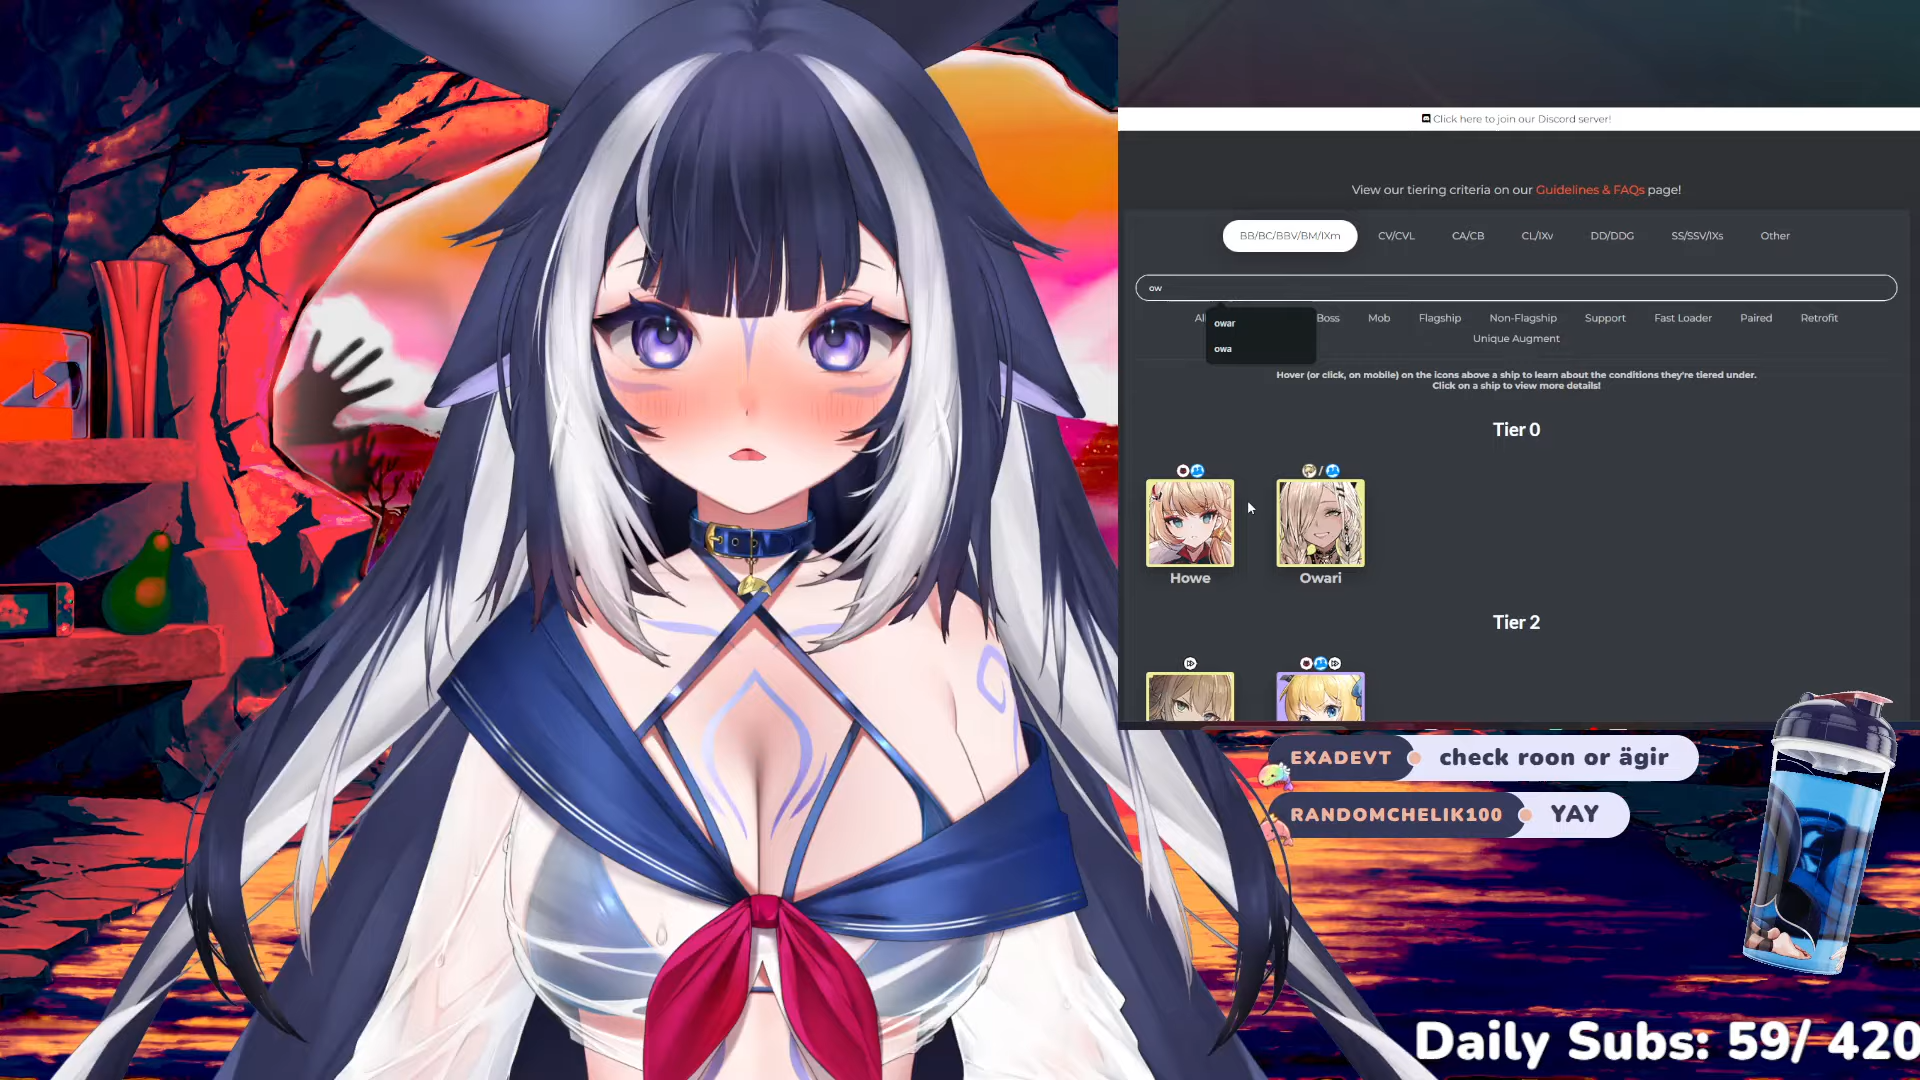 Click here to join our Discord server!
View our tiering criteria on our Guidelines & FAQs page!
BB/BC/BBV/BM/IXm CV/CVL CA/CB CL/IXv DD/DDG SS/SSV/IXs Other
ow
owar
owa
Al Boss Mob Flagship Non-Flagship Support Fast Loader Paired Retrofit
Unique Augment
Hover (or click, on mobile) on the icons above a ship to learn about the conditions they're tiered under.
Click on a ship to view more details!
Tier 0
/
Howe Owari
Tier 2
EXADEVT check roon or ägir
RANDOMCHELIK100 YAY
Daily Subs: 59/ 420